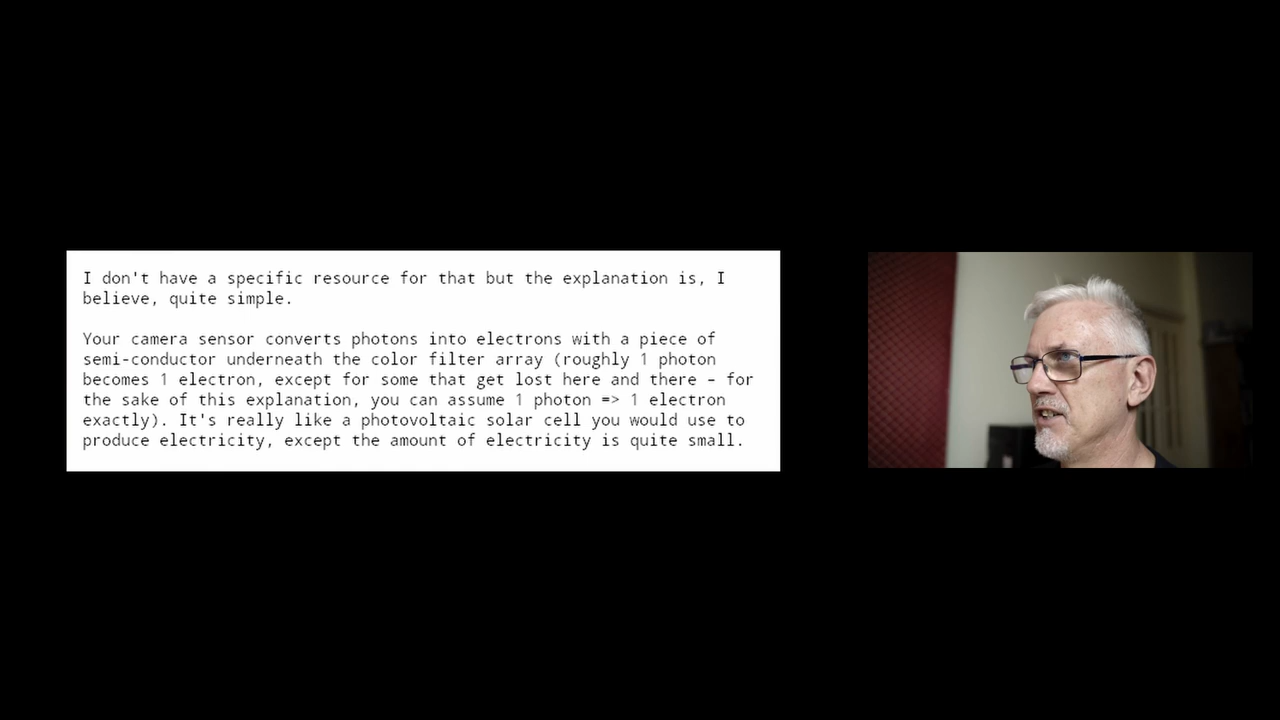 I don't have a specific resource for that but the explanation is, I
believe, quite simple.
Your camera sensor converts photons into electrons with a piece of
semi-conductor underneath the color filter array (roughly 1 photon
becomes 1 electron, except for some that get lost here and there – for
the sake of this explanation, you can assume 1 photon => 1 electron
exactly). It's really like a photovoltaic solar cell you would use to
produce electricity, except the amount of electricity is quite small.